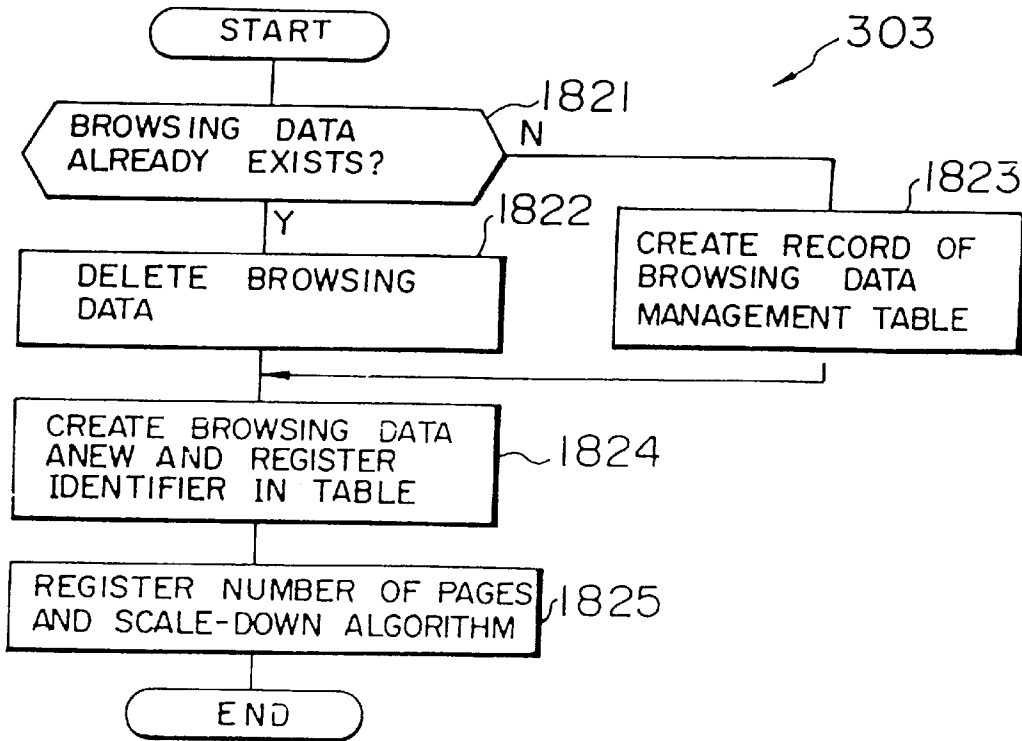 START
303
1821
BROWSING DATA
ALREADY EXISTS?
N
Y
1822
1823
DELETE BROWSING
DATA
CREATE RECORD OF
BROWSING DATA
MANAGEMENT TABLE
CREATE BROWSING DATA
ANEW AND REGISTER
IDENTIFIER IN TABLE
1824
REGISTER NUMBER OF PAGES
AND SCALE-DOWN ALGORITHM
1825
END